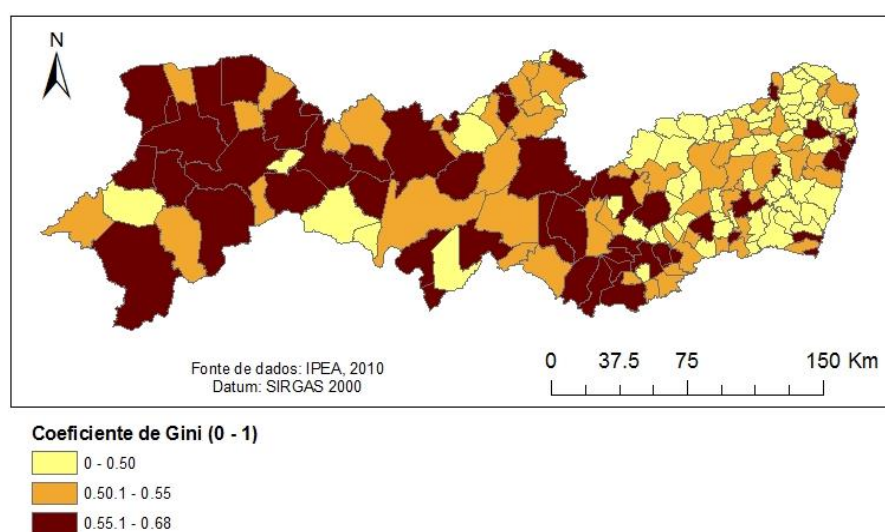 N
Fonte de dados: IPEA, 2010
Datum: SIRGAS 2000
0 37.5 75 150 Km
Coeficiente de Gini (0 - 1)
0 - 0.50
0.50.1 - 0.55
0.55.1 - 0.68